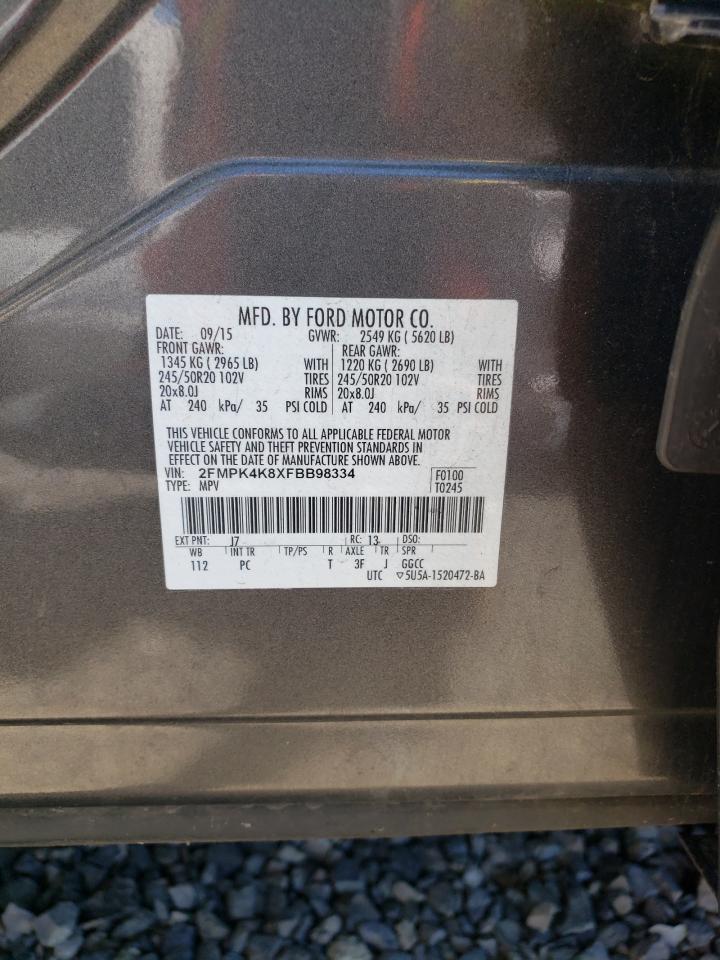 MFD. BY FORD MOTOR CO.
DATE: 09/15 GVWR: 2549 KG ( 5620 LB)
FRONT GAWR: REAR GAWR:
1345 KG ( 2965 LB) WITH 1220 KG ( 2690 LB) WITH
245/50R20 102V TIRES 245/50R20 102V TIRES
20x8.0J RIMS 20x8.0J RIMS
AT 240 kPa/ 35 PSI COLD AT 240 kPa/ 35 PSI COLD
THIS VEHICLE CONFORMS TO ALL APPLICABLE FEDERAL MOTOR
VEHICLE SAFETY AND THEFT PREVENTION STANDARDS IN
EFFECT ON THE DATE OF MANUFACTURE SHOWN ABOVE.
VIN: 2FMPK4K8XFBB98334 F0100
TYPE: MPV T0245
EXT PNT: J7 RC: 13 DSO:
WB INT TR TP/PS R AXLE TR SPR
112 PC T 3F J GGCC
UTC ▽5U5A-1520472-BA